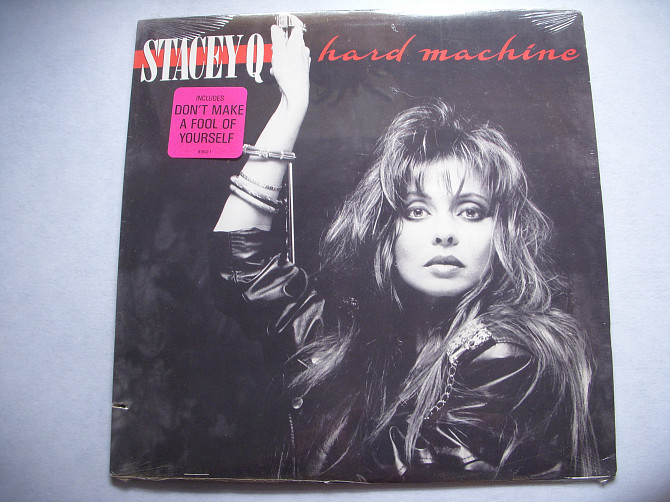 STACEY Q hard machine
INCLUDES
DON'T MAKE
A FOOL OF
YOURSELF